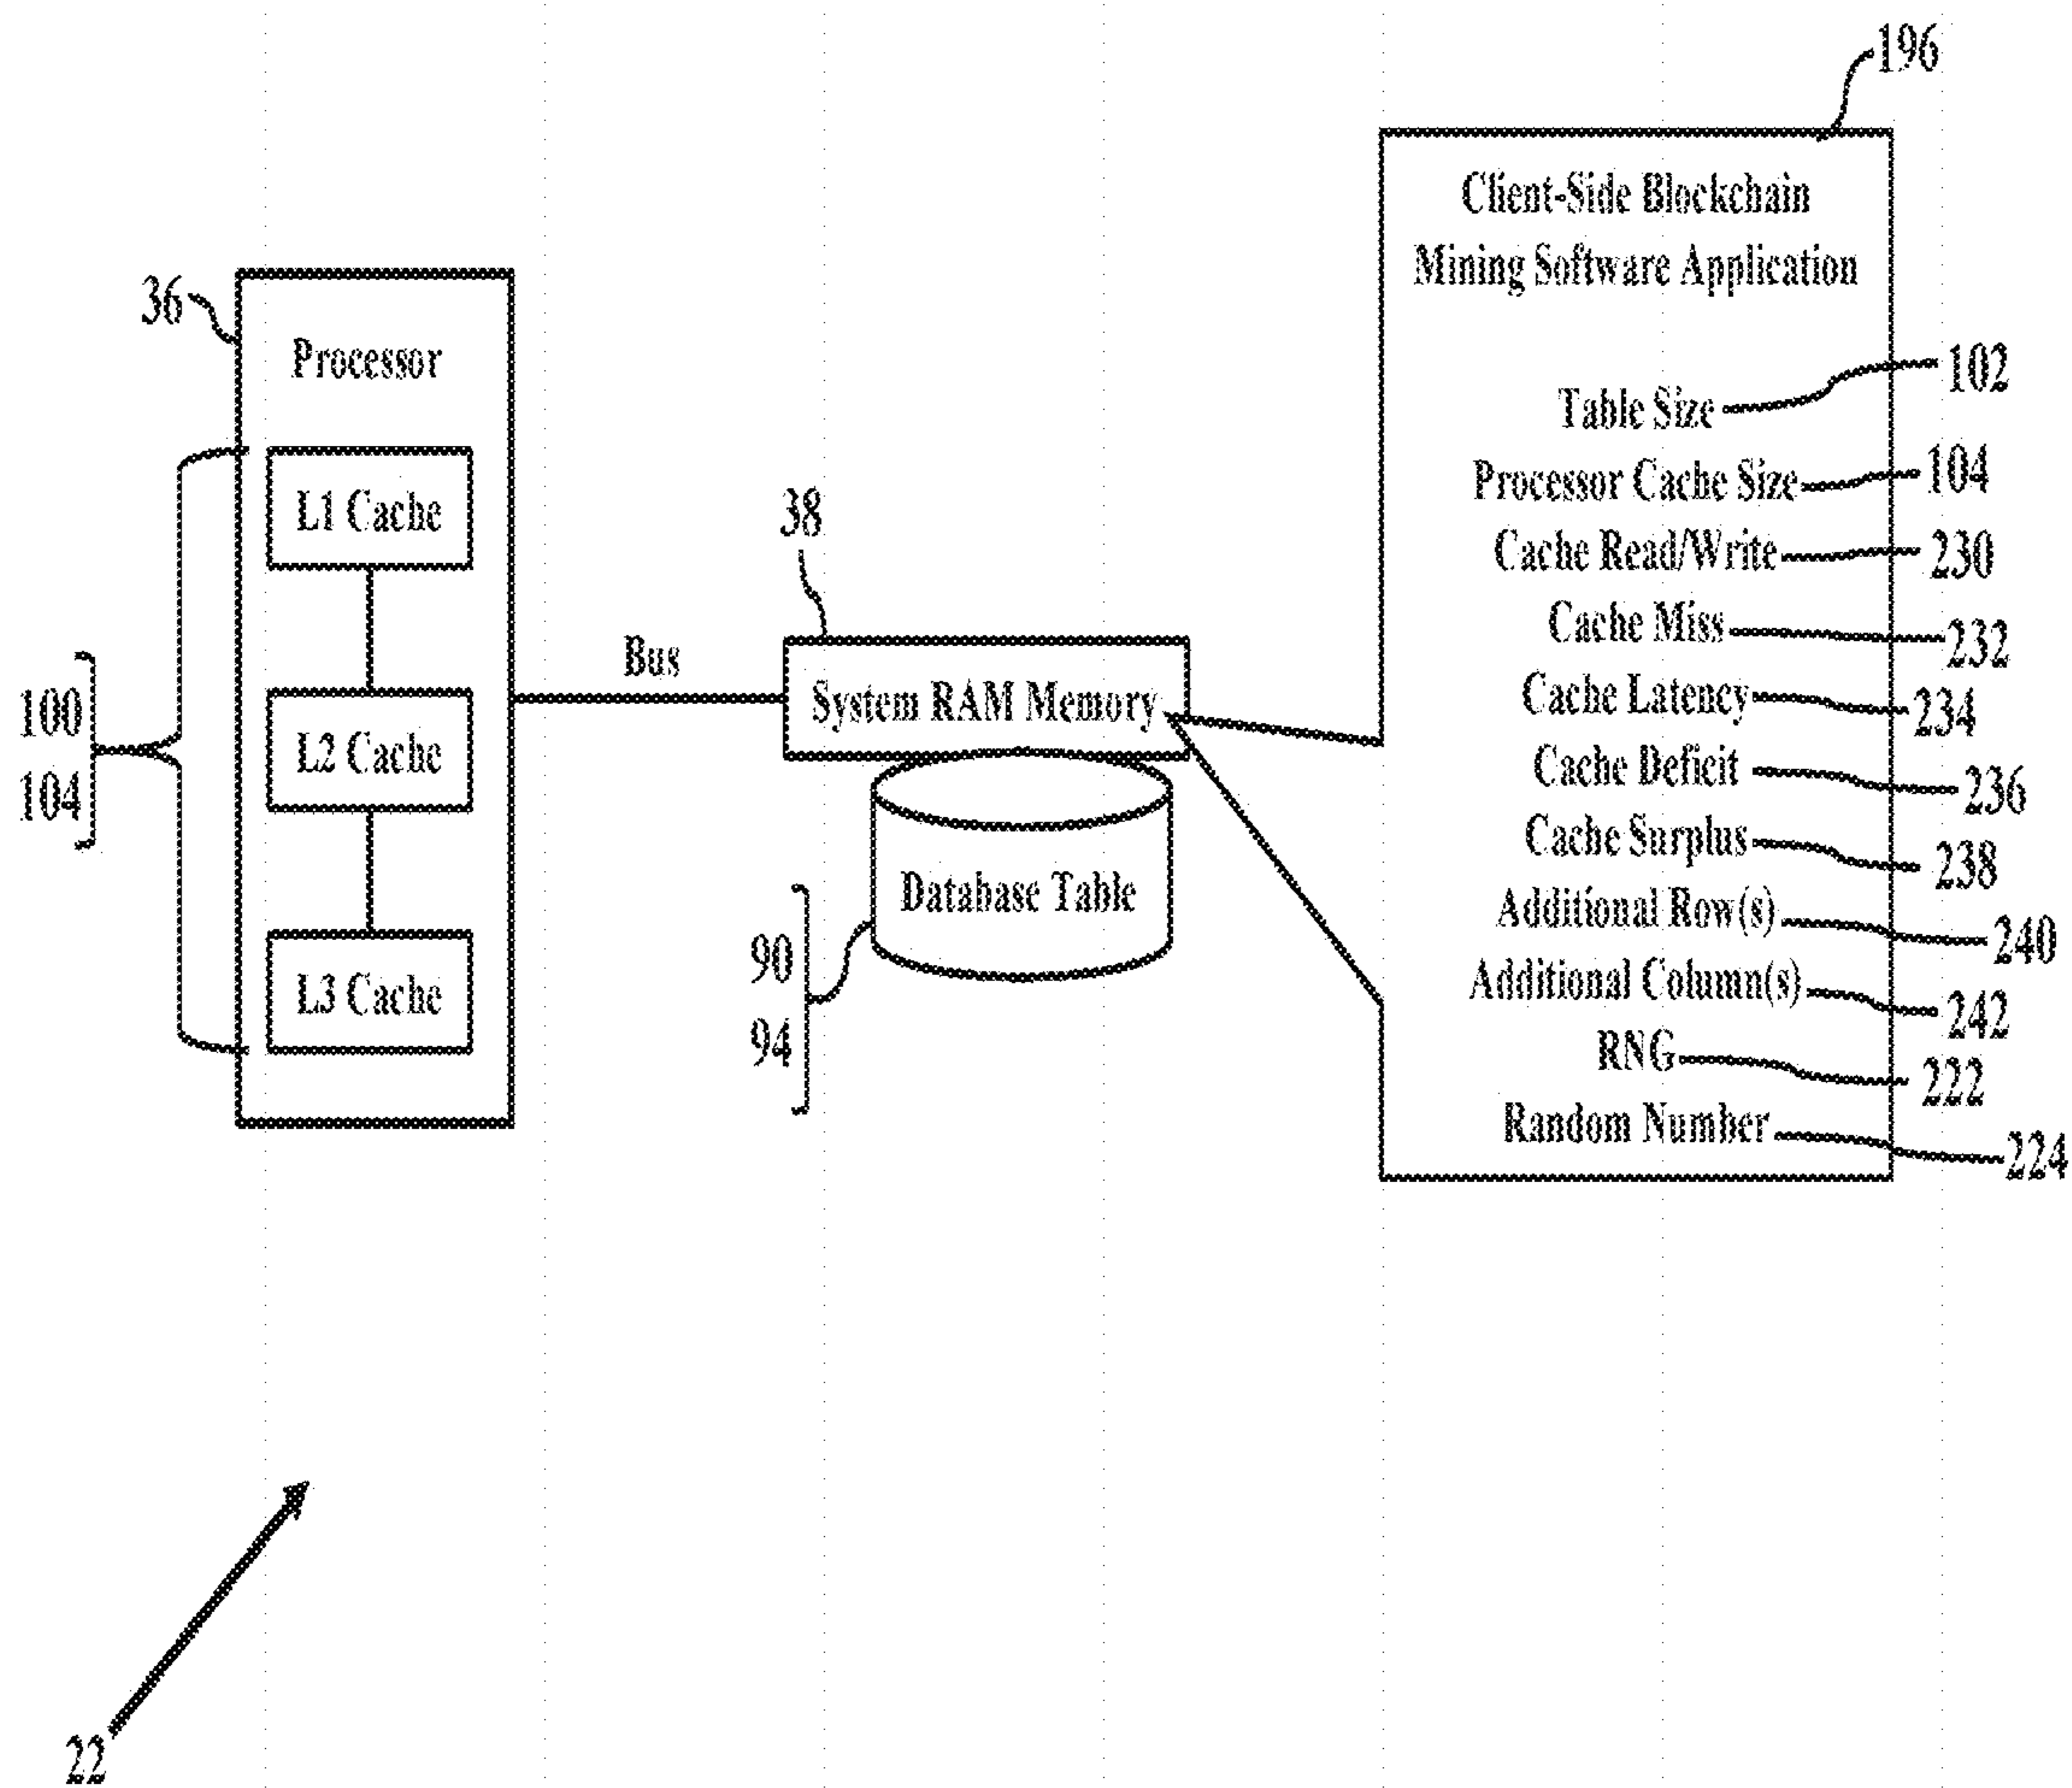 196
Client-Side Blockchain
Mining Software Application
36
Processor
102
Table Size
Processor Cache Size
104
L1 Cache
38
Cache Read/Write
230
Cache Miss
232
Bus
100
104
L2 Cache
System RAM Memory
Cache Latency
234
Cache Deficit
236
Cache Surplus
238
Database Table
90
94
Additional Row(s)
240
L3 Cache
Additional Column(s)
242
RNG
222
Random Number
224
22